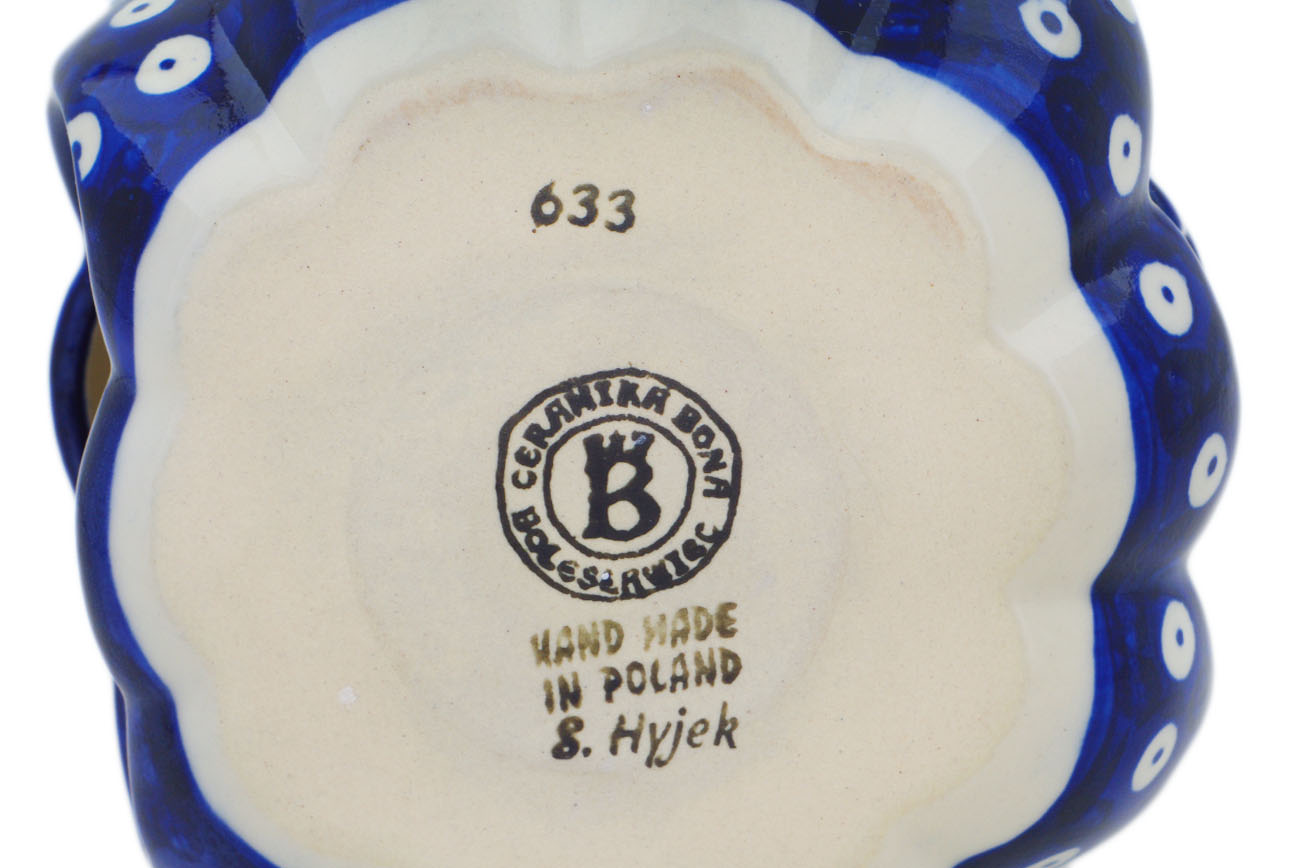 633
CERAMIKA BONA
B
BOLESŁAWIEC
HAND MADE
IN POLAND
S. Hyjek